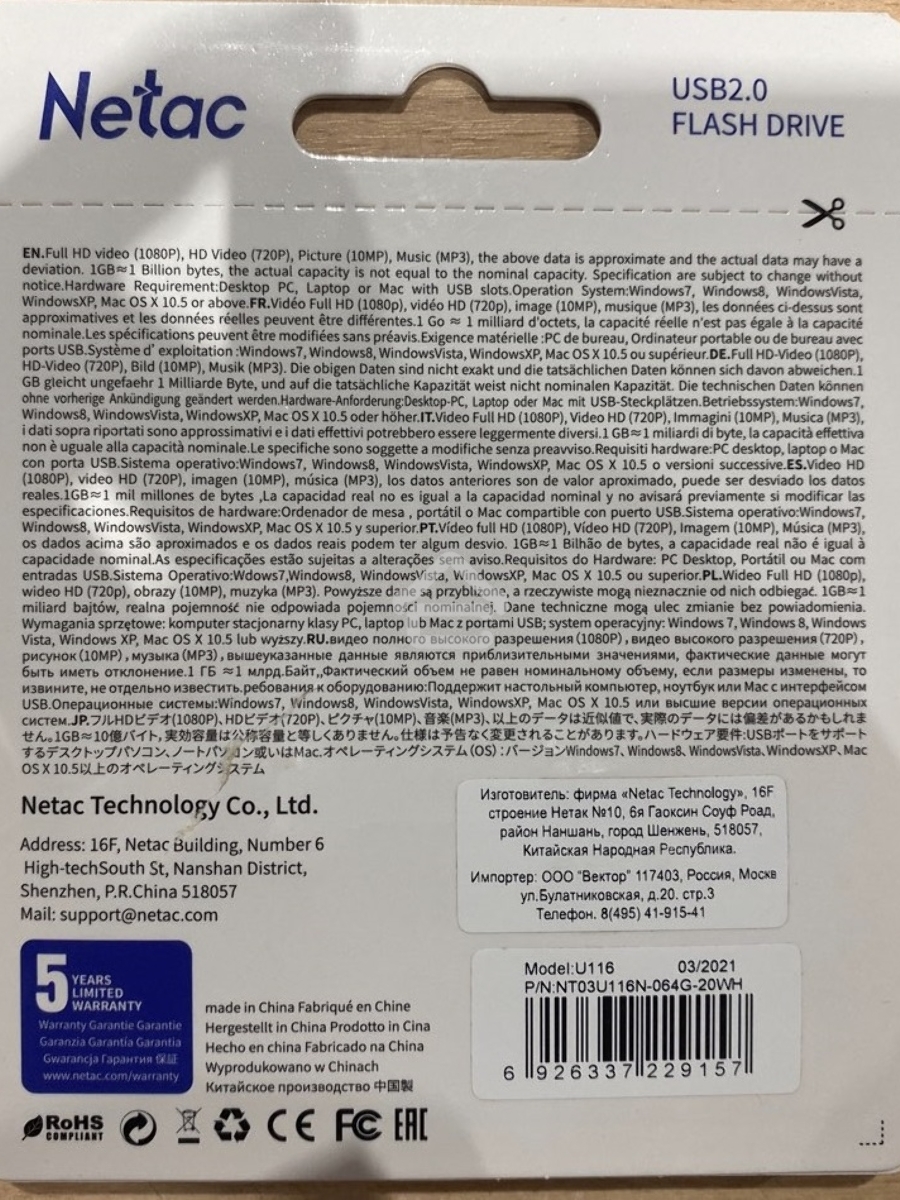 Netac
USB2.0
FLASH DRIVE
EN.Full HD video (1080P), HD Video (720P), Picture (10MP), Music (MP3), the above data is approximate and the actual data may have a
deviation. 1GB≈1 Billion bytes, the actual capacity is not equal to the nominal capacity. Specification are subject to change without
notice.Hardware Requirement:Desktop PC, Laptop or Mac with USB slots.Operation System:Windows7, Windows8, WindowsVista,
WindowsXP, Mac OS X 10.5 or above.FR.Vidéo Full HD (1080p), vidéo HD (720p), image (10MP), musique (MP3), les données ci-dessus sont
approximatives et les données réelles peuvent être différentes.1 Go ≈ 1 milliard d'octets, la capacité réelle n'est pas égale à la capacité
nominale.Les spécifications peuvent être modifiées sans préavis.Exigence matérielle :PC de bureau, Ordinateur portable ou de bureau avec
ports USB.Système d' exploitation :Windows7, Windows8, WindowsVista, WindowsXP, Mac OS X 10.5 ou supérieur.DE.Full HD-Video (1080P),
HD-Video (720P), Bild (10MP), Musik (MP3). Die obigen Daten sind nicht exakt und die tatsächlichen Daten können sich davon abweichen.1
GB gleicht ungefaehr 1 Milliarde Byte, und auf die tatsächliche Kapazität weist nicht nominalen Kapazität. Die technischen Daten können
ohne vorherige Ankündigung geändert werden.Hardware-Anforderung:Desktop-PC, Laptop oder Mac mit USB-Steckplätzen.Betriebssystem:Windows7,
Windows8, WindowsVista, WindowsXP, Mac OS X 10.5 oder höher.IT.Video Full HD (1080P), Video HD (720P), Immagini (10MP), Musica (MP3),
i dati sopra riportati sono approssimativi e i dati effettivi potrebbero essere leggermente diversi.1 GB≈1 miliardi di byte, la capacità effettiva
non è uguale alla capacità nominale.Le specifiche sono soggette a modifiche senza preavviso.Requisiti hardware:PC desktop, laptop o Mac
con porta USB.Sistema operativo:Windows7, Windows8, WindowsVista, WindowsXP, Mac OS X 10.5 o versioni successive.ES.Video HD
(1080P), video HD (720P), imagen (10MP), música (MP3), los datos anteriores son de valor aproximado, puede ser desviado los datos
reales.1GB≈1 mil millones de bytes ,La capacidad real no es igual a la capacidad nominal y no avisará previamente si modificar las
especificaciones.Requisitos de hardware:Ordenador de mesa , portátil o Mac compatible con puerto USB.Sistema operativo:Windows7,
Windows8, WindowsVista, WindowsXP, Mac OS X 10.5 y superior.PT.Vídeo full HD (1080P), Vídeo HD (720P), Imagem (10MP), Música (MP3),
os dados acima são aproximados e os dados reais podem ter algum desvio. 1GB≈1 Bilhão de bytes, a capacidade real não é igual à
capacidade nominal.As especificações estão sujeitas a alterações sem aviso.Requisitos do Hardware: PC Desktop, Portátil ou Mac com
entradas USB.Sistema Operativo:Wdows7,Windows8, WindowsVista, WindowsXP, Mac OS X 10.5 ou superior.PL.Wideo Full HD (1080p),
wideo HD (720p), obrazy (10MP), muzyka (MP3). Powyższe dane są przybliżone, a rzeczywiste mogą nieznacznie od nich odbiegać. 1GB≈1
miliard bajtów, realna pojemność nie odpowiada pojemności nominalnej. Dane techniczne mogą ulec zmianie bez powiadomienia.
Wymagania sprzętowe: komputer stacjonarny klasy PC, laptop lub Mac z portami USB; system operacyjny: Windows 7, Windows 8, Windows
Vista, Windows XP, Mac OS X 10.5 lub wyższy.RU.видео полного высокого разрешения (1080P) , видео высокого разрешения (720P) ,
рисунок (10MP) , музыка (MP3) , вышеуказанные данные являются приблизительными значениями, фактические данные могут
быть иметь отклонение.1 ГБ ≈1 млрд.Байт,,Фактический объем не равен номинальному объему, если размеры изменены, то
извините, не отдельно известить.ребования к оборудованию:Поддержит настольный компьютер, ноутбук или Mac с интерфейсом
USB.Операционные системы:Windows7, Windows8, WindowsVista, WindowsXP, Mac OS X 10.5 или высшие версии операционных
систем.JP.フルHDビデオ(1080P)、HDビデオ(720P)、ピクチャ(10MP)、音楽(MP3)、以上のデータは近似値で、実際のデータには偏差があるかもしれま
せん。1GB≈10億バイト，実効容量は公称容量と等しくありません。仕様は予告なく変更されることがあります。ハードウェア要件:USBポートをサポート
するデスクトップパソコン、ノートパソコン或いはMac.オペレーティングシステム（OS）：バージョンWindows7、Windows8、WindowsVista、WindowsXP、Mac
OS X 10.5以上のオペレーティングシステム
Netac Technology Co., Ltd.
Address: 16F, Netac Building, Number 6
High-techSouth St, Nanshan District,
Shenzhen, P.R.China 518057
Mail: support@netac.com
Изготовитель: фирма «Netac Technology», 16F
строение Нетак №10, 6я Гаоксин Соуф Роад,
район Наншань, город Шенжень, 518057,
Китайская Народная Республика.
Импортер: ООО "Вектор" 117403, Россия, Москв
ул.Булатниковская, д.20. стр.3
Телефон. 8(495) 41-915-41
5 YEARS
LIMITED
WARRANTY
Warranty Garantie Garantie
Garanzia Garantía Garantia
Gwarancja Гарантия 保証
www.netac.com/warranty
made in China Fabriqué en Chine
Hergestellt in China Prodotto in Cina
Hecho en china Fabricado na China
Wyprodukowano w Chinach
Китайское производство 中国製
Model:U116 03/2021
P/N:NT03U116N-064G-20WH
6 926337 229157
RoHS
COMPLIANT
CE FC EAC